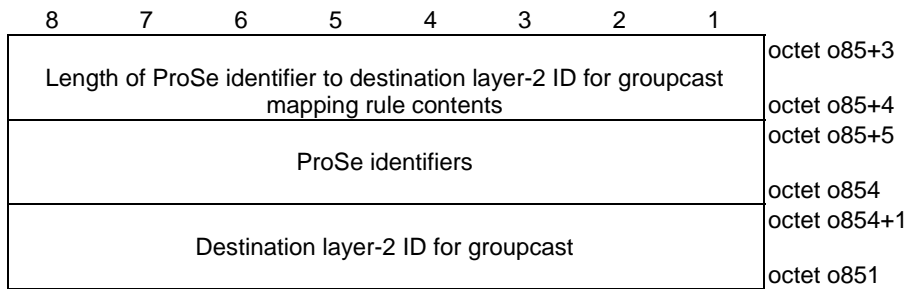 8 7 6 5 4 3 2 1
Length of ProSe identifier to destination layer-2 ID for groupcast
mapping rule contents
octet o85+3
octet o85+4
ProSe identifiers
octet o85+5
octet o854
Destination layer-2 ID for groupcast
octet o854+1
octet o851